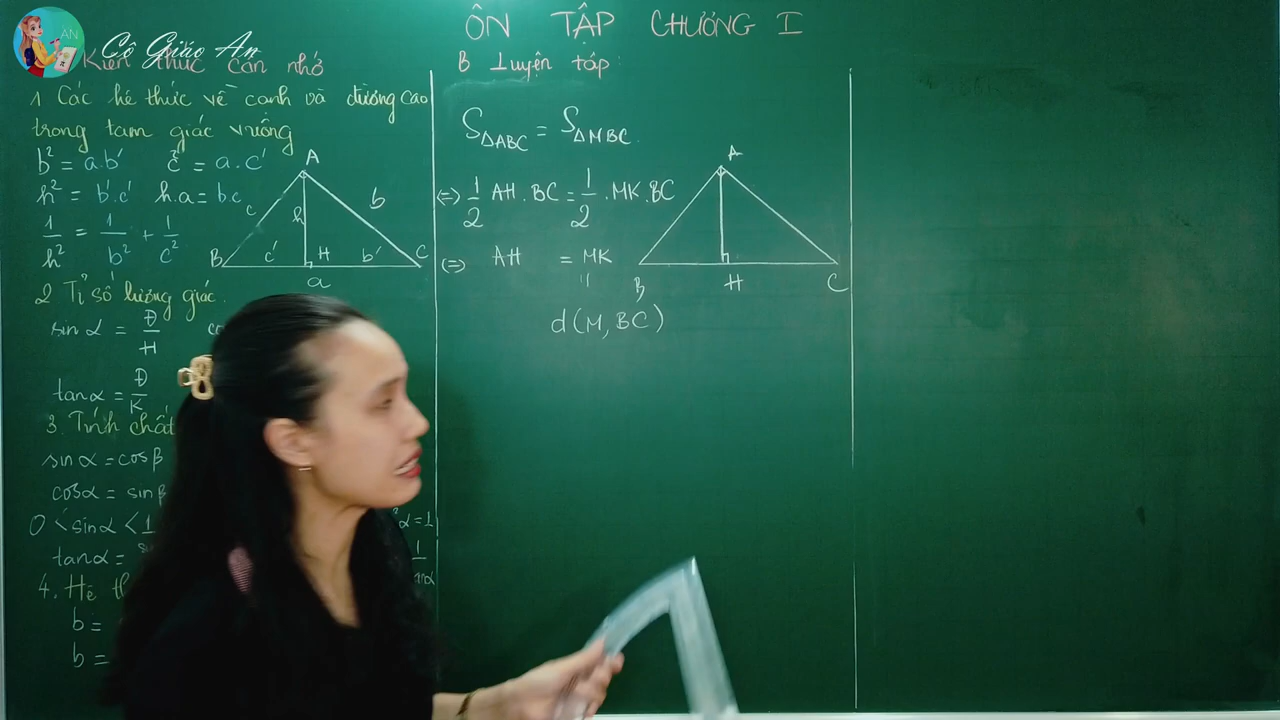 AN
Cô Giáo An
ÔN TẬP CHƯƠNG I
Kiến thức cần nhớ
1 Các hệ thức về cạnh và đường cao
trong tam giác vuông
b² = a.b' c² = a.c'
h² = b'.c' h.a = b.c
1/h² = 1/b² + 1/c²
A
c
h
b
B
c'
H
b'
C
a
2 Tỉ số lượng giác.
sin α = Đ/H
tan α = Đ/K
3. Tính chất
sin α = cos β
cos α = sin β
0 < sin α < 1
²α = 1
tan α =
4. Hệ
b =
b =
B Luyện tập:
S△ABC = S△MBC.
(=) 1/2 AH.BC = 1/2 .MK.BC
(=) AH = MK
"
d(M, BC)
A
B
H
C